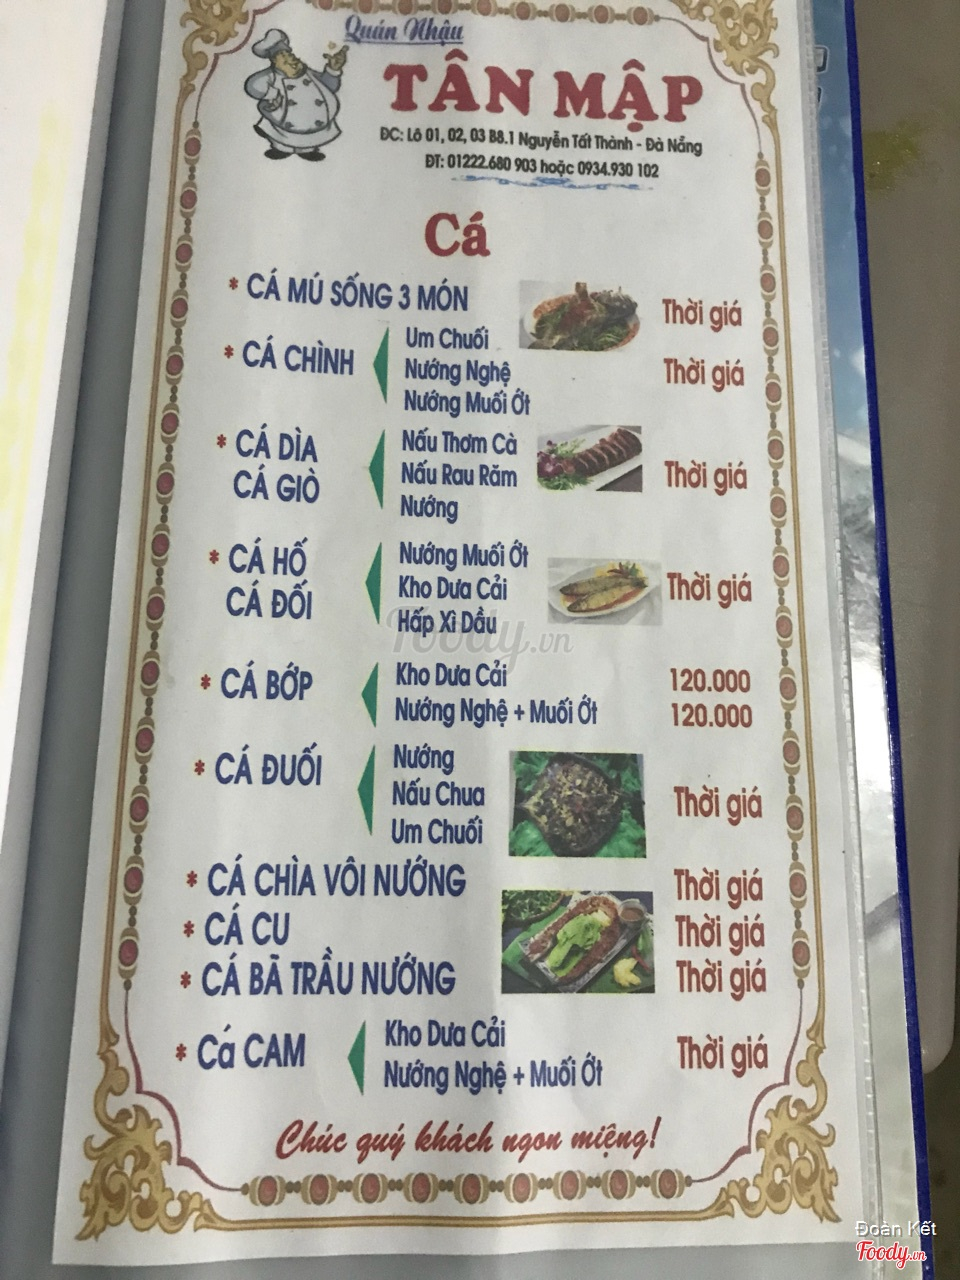 Quán Nhậu
TÂN MẬP
ĐC: Lô 01, 02, 03 B8.1 Nguyễn Tất Thành - Đà Nẵng
ĐT: 01222.680 903 hoặc 0934.930 102
Cá
* CÁ MÚ SỐNG 3 MÓN Thời giá
* CÁ CHÌNH Um Chuối
Nướng Nghệ Thời giá
Nướng Muối Ớt
* CÁ DÌA Nấu Thơm Cà
CÁ GIÒ Nấu Rau Răm Thời giá
Nướng
* CÁ HỐ Nướng Muối Ớt
CÁ ĐỐI Kho Dưa Cải Thời giá
Hấp Xì Dầu
Foody.vn
* CÁ BỚP Kho Dưa Cải 120.000
Nướng Nghệ + Muối Ớt 120.000
* CÁ ĐUỐI Nướng
Nấu Chua Thời giá
Um Chuối
* CÁ CHÌA VÔI NƯỚNG Thời giá
* CÁ CU Thời giá
* CÁ BÃ TRẦU NƯỚNG Thời giá
* Cá CAM Kho Dưa Cải Thời giá
Nướng Nghệ + Muối Ớt
Chúc quý khách ngon miệng!
Đoàn Kết
Foody.vn